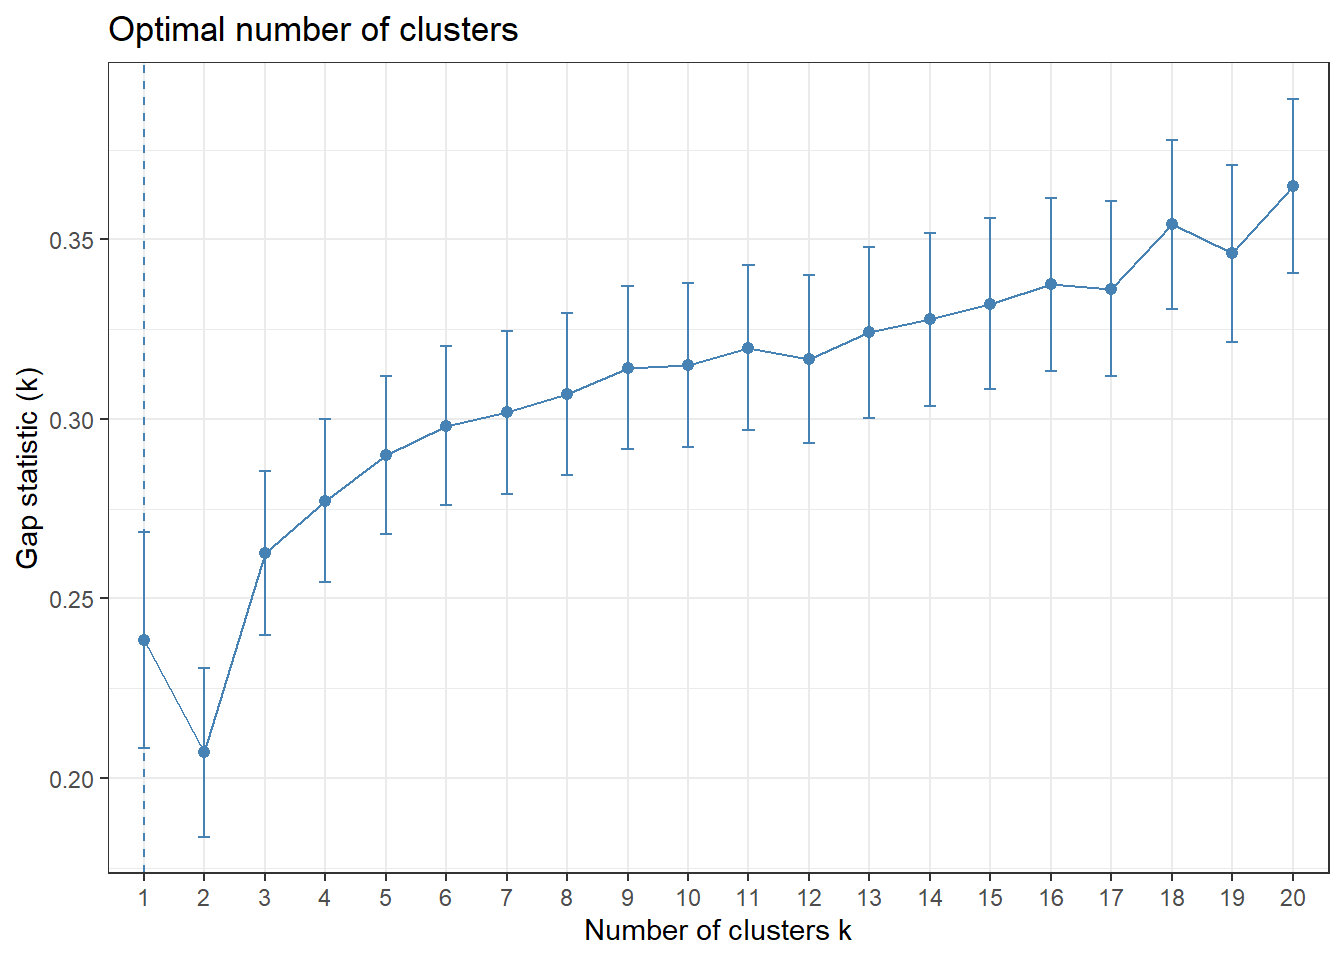 Optimal number of clusters
Gap statistic (k)
0.35
0.30
0.25
0.20
1 2 3 4 5 6 7 8 9 10 11 12 13 14 15 16 17 18 19 20
Number of clusters k